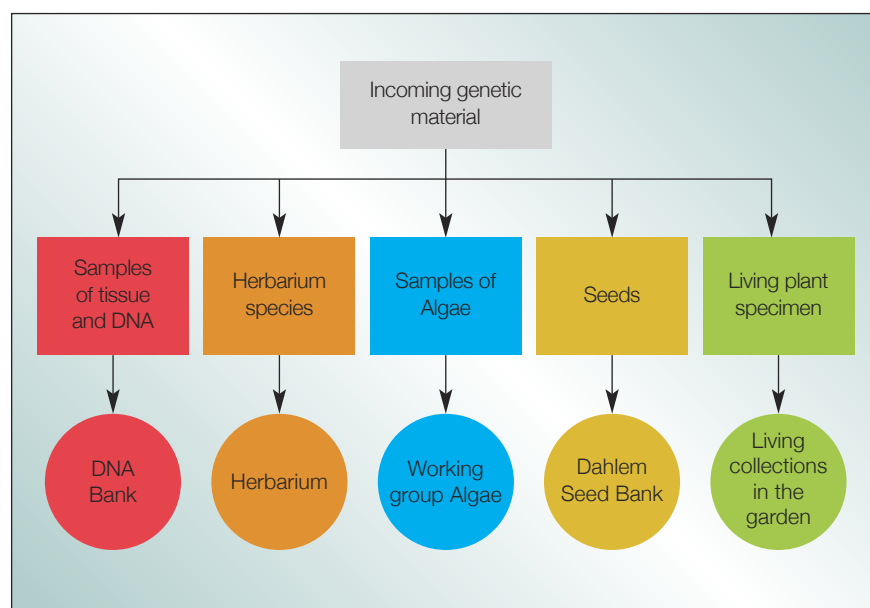 Incoming genetic
material
Samples
of tissue
and DNA
Herbarium
species
Samples of
Algae
Seeds
Living plant
specimen
DNA
Bank
Herbarium
Working
group Algae
Dahlem
Seed Bank
Living
collections
in the
garden